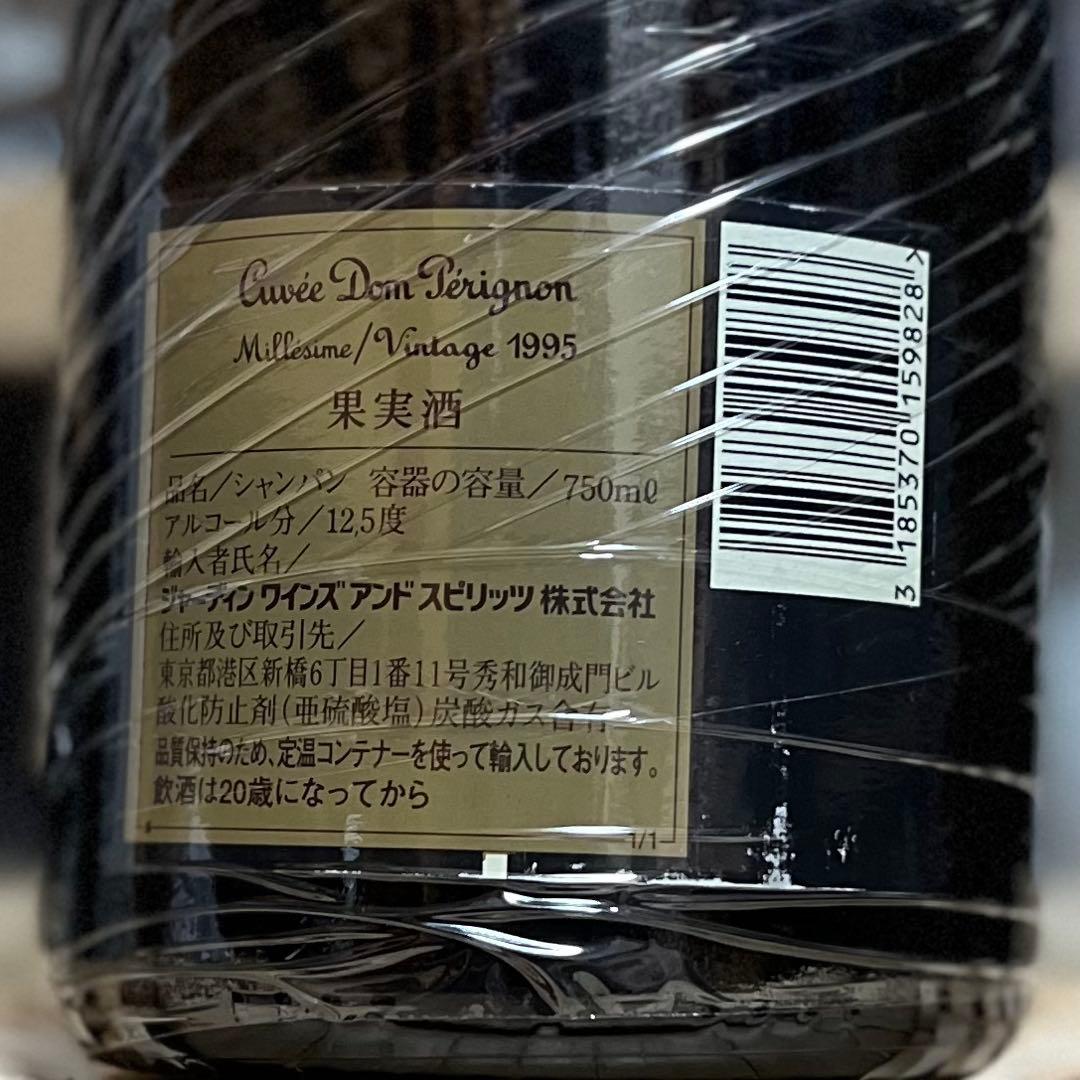 Cuvée Dom Pérignon
Millésime/Vintage 1995
果実酒
品名/シャンパン 容器の容量/750mℓ
アルコール分/12,5度
輸入者氏名/
ジャーディン ワインズ アンド スピリッツ 株式会社
住所及び取引先/
東京都港区新橋6丁目1番11号秀和御成門ビル
酸化防止剤(亜硫酸塩)炭酸ガス含有
品質保持のため、定温コンテナーを使って輸入しております。
飲酒は20歳になってから
1/1
3 185370 159828 >